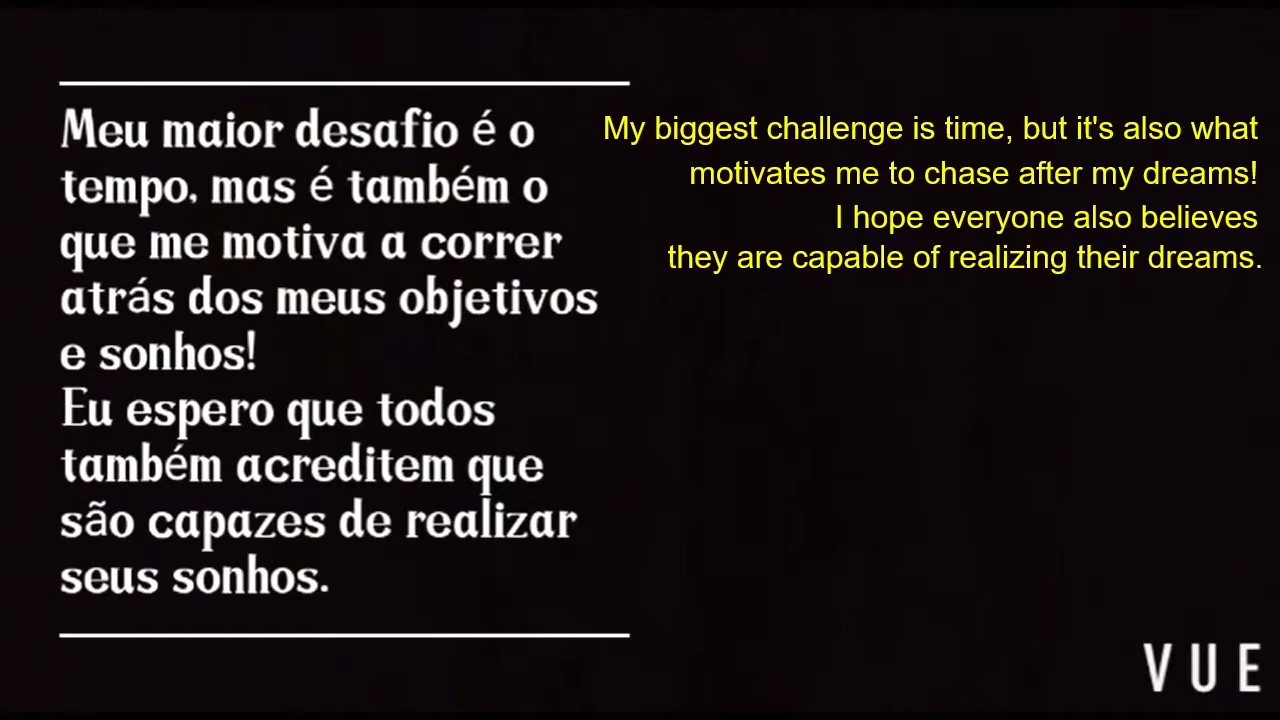 Meu maior desafio é o
tempo, mas é também o
que me motiva a correr
atrás dos meus objetivos
e sonhos!
Eu espero que todos
também acreditem que
são capazes de realizar
seus sonhos.
My biggest challenge is time, but it's also what
motivates me to chase after my dreams!
I hope everyone also believes
they are capable of realizing their dreams.
VUE